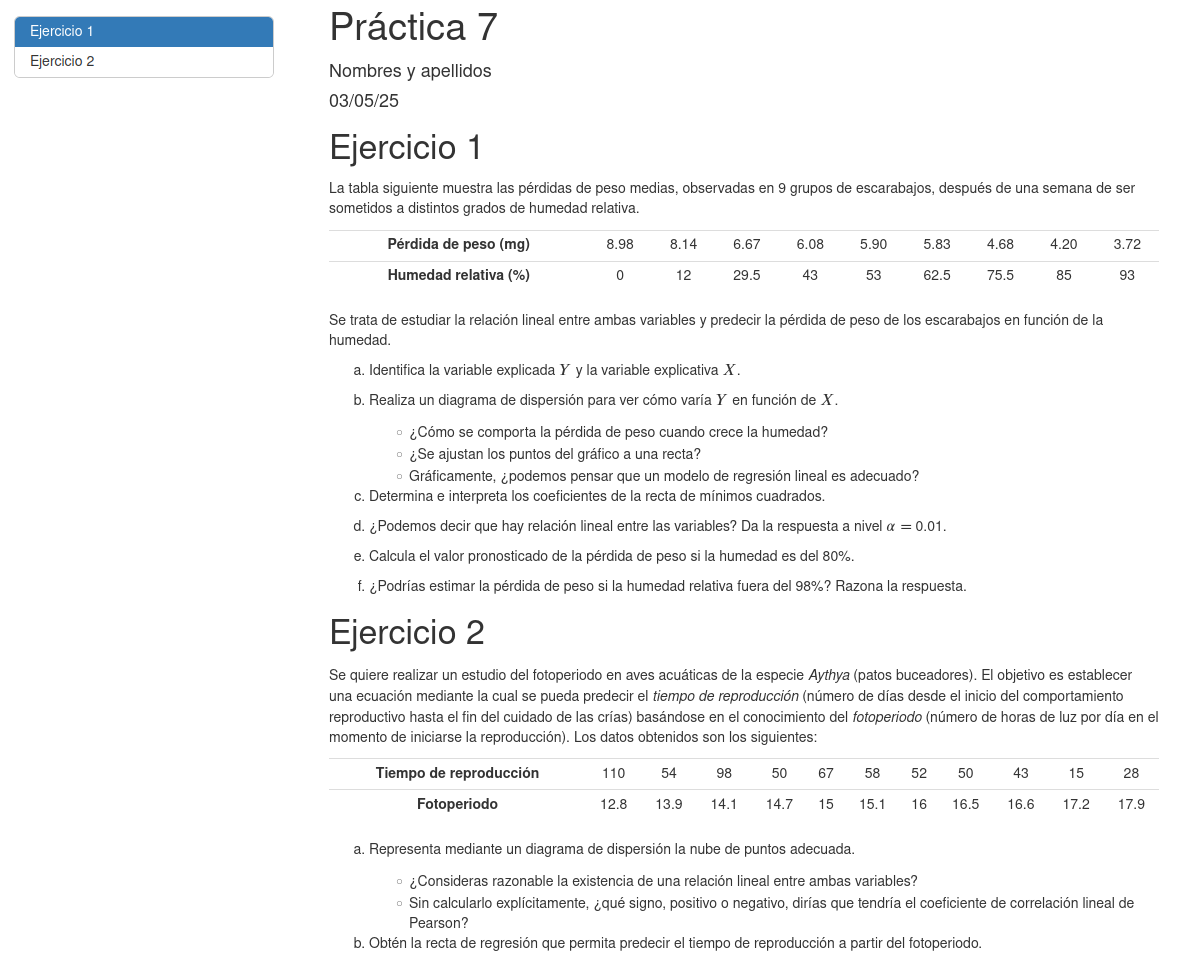 Ejercicio 1
Ejercicio 2
Práctica 7
Nombres y apellidos
03/05/25
Ejercicio 1
La tabla siguiente muestra las pérdidas de peso medias, observadas en 9 grupos de escarabajos, después de una semana de ser
sometidos a distintos grados de humedad relativa.
Pérdida de peso (mg) 8.98 8.14 6.67 6.08 5.90 5.83 4.68 4.20 3.72
Humedad relativa (%) 0 12 29.5 43 53 62.5 75.5 85 93
Se trata de estudiar la relación lineal entre ambas variables y predecir la pérdida de peso de los escarabajos en función de la
humedad.
a. Identifica la variable explicada Y y la variable explicativa X.
b. Realiza un diagrama de dispersión para ver cómo varía Y en función de X.
○ ¿Cómo se comporta la pérdida de peso cuando crece la humedad?
○ ¿Se ajustan los puntos del gráfico a una recta?
○ Gráficamente, ¿podemos pensar que un modelo de regresión lineal es adecuado?
c. Determina e interpreta los coeficientes de la recta de mínimos cuadrados.
d. ¿Podemos decir que hay relación lineal entre las variables? Da la respuesta a nivel α = 0.01.
e. Calcula el valor pronosticado de la pérdida de peso si la humedad es del 80%.
f. ¿Podrías estimar la pérdida de peso si la humedad relativa fuera del 98%? Razona la respuesta.
Ejercicio 2
Se quiere realizar un estudio del fotoperiodo en aves acuáticas de la especie Aythya (patos buceadores). El objetivo es establecer
una ecuación mediante la cual se pueda predecir el tiempo de reproducción (número de días desde el inicio del comportamiento
reproductivo hasta el fin del cuidado de las crías) basándose en el conocimiento del fotoperiodo (número de horas de luz por día en el
momento de iniciarse la reproducción). Los datos obtenidos son los siguientes:
Tiempo de reproducción 110 54 98 50 67 58 52 50 43 15 28
Fotoperiodo 12.8 13.9 14.1 14.7 15 15.1 16 16.5 16.6 17.2 17.9
a. Representa mediante un diagrama de dispersión la nube de puntos adecuada.
○ ¿Consideras razonable la existencia de una relación lineal entre ambas variables?
○ Sin calcularlo explícitamente, ¿qué signo, positivo o negativo, dirías que tendría el coeficiente de correlación lineal de
Pearson?
b. Obtén la recta de regresión que permita predecir el tiempo de reproducción a partir del fotoperiodo.